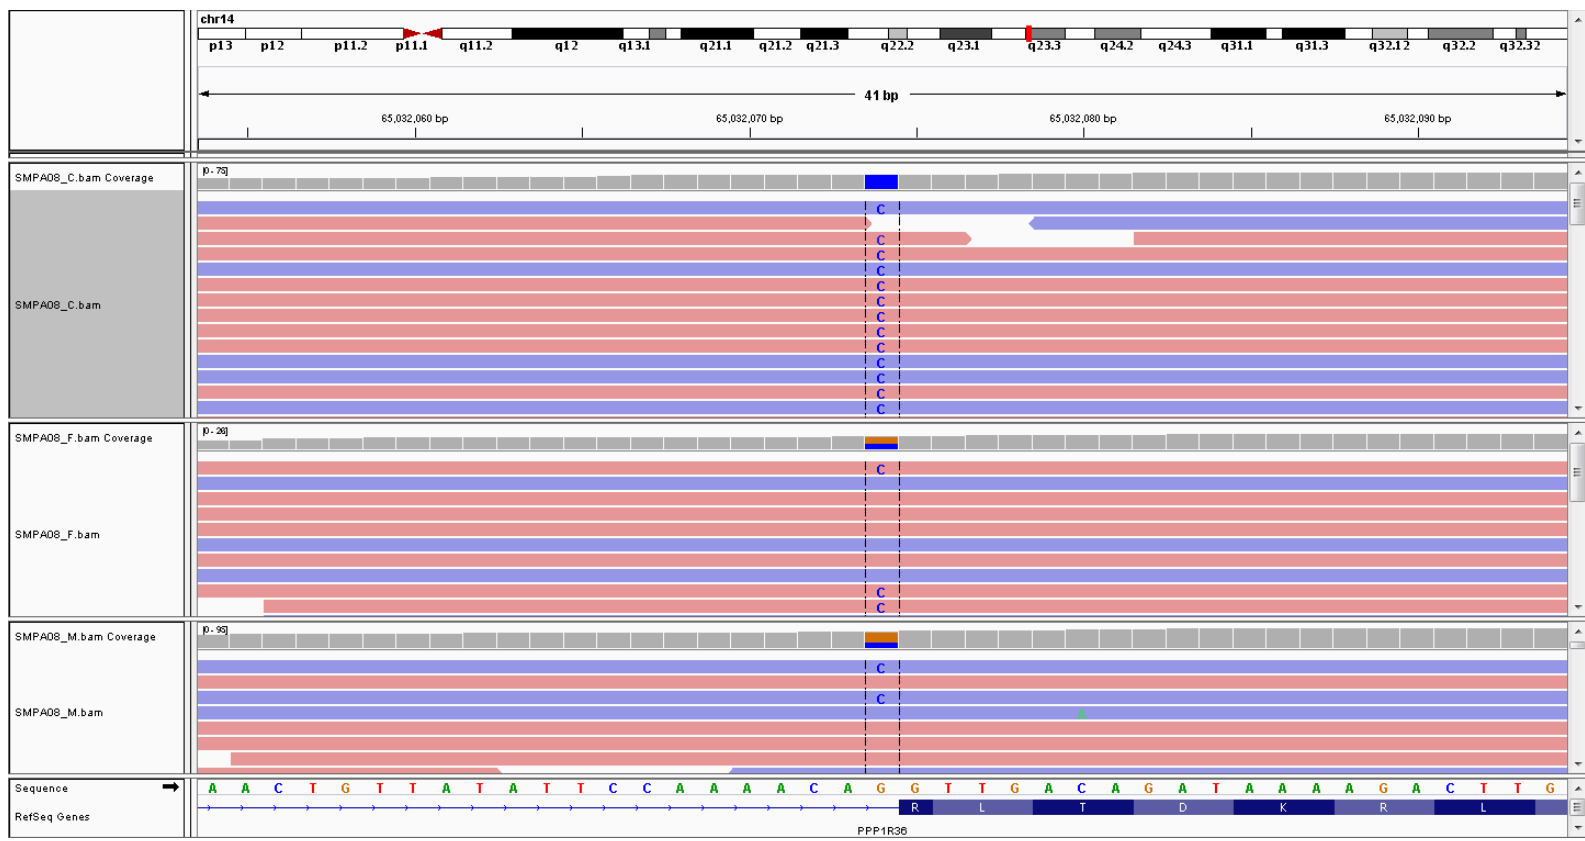 chr14
p13 p12 p11.2 p11.1 q11.2 q12 q13.1 q21.1 q21.2 q21.3 q22.2 q23.1 q23.3 q24.2 q24.3 q31.1 q31.3 q32.12 q32.2 q32.32
41 bp
65,032,060 bp 65,032,070 bp 65,032,080 bp 65,032,090 bp
SMPA08_C.bam Coverage
[0 - 75]
C
C
C
C
C
C
C
SMPA08_C.bam
C
C
C
C
C
C
SMPA08_F.bam Coverage
[0 - 26]
C
SMPA08_F.bam
C
C
SMPA08_M.bam Coverage
[0 - 95]
C
C
SMPA08_M.bam
A
Sequence A A C T G T T A T A T T C C A A A A C A G G T T G A C A G A T A A A A G A C T T G
RefSeq Genes
R L T D K R L
PPP1R36